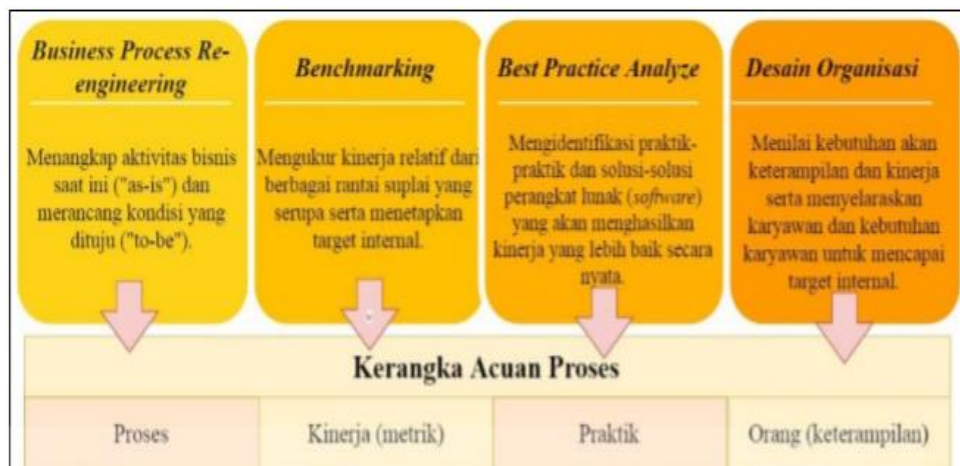 Business Process Re-
engineering
Menangkap aktivitas bisnis
saat ini ("as-is") dan
merancang kondisi yang
dituju ("to-be").
Benchmarking
Mengukur kinerja relatif dari
berbagai rantai suplai yang
serupa serta menetapkan
target internal.
Best Practice Analyze
Mengidentifikasi praktik-
praktik dan solusi-solusi
perangkat lunak (software)
yang akan menghasilkan
kinerja yang lebih baik secara
nyata.
Desain Organisasi
Menilai kebutuhan akan
keterampilan dan kinerja
serta menyelaraskan
karyawan dan kebutuhan
karyawan untuk mencapai
target internal.
Kerangka Acuan Proses
Proses
Kinerja (metrik)
Praktik
Orang (keterampilan)